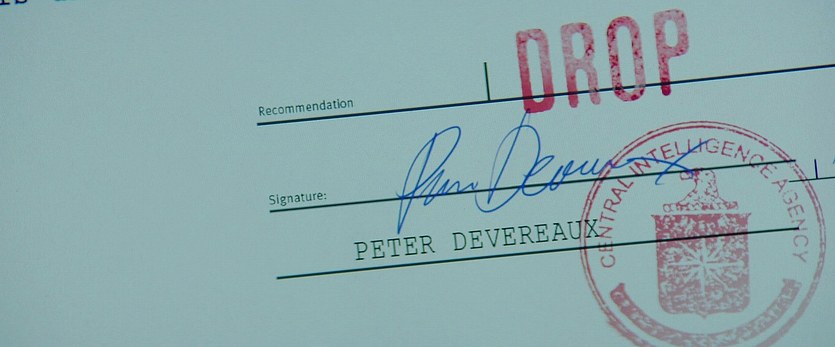 Recommendation
DROP
Signature:
PETER DEVEREAUX
CENTRAL INTELLIGENCE AGENCY